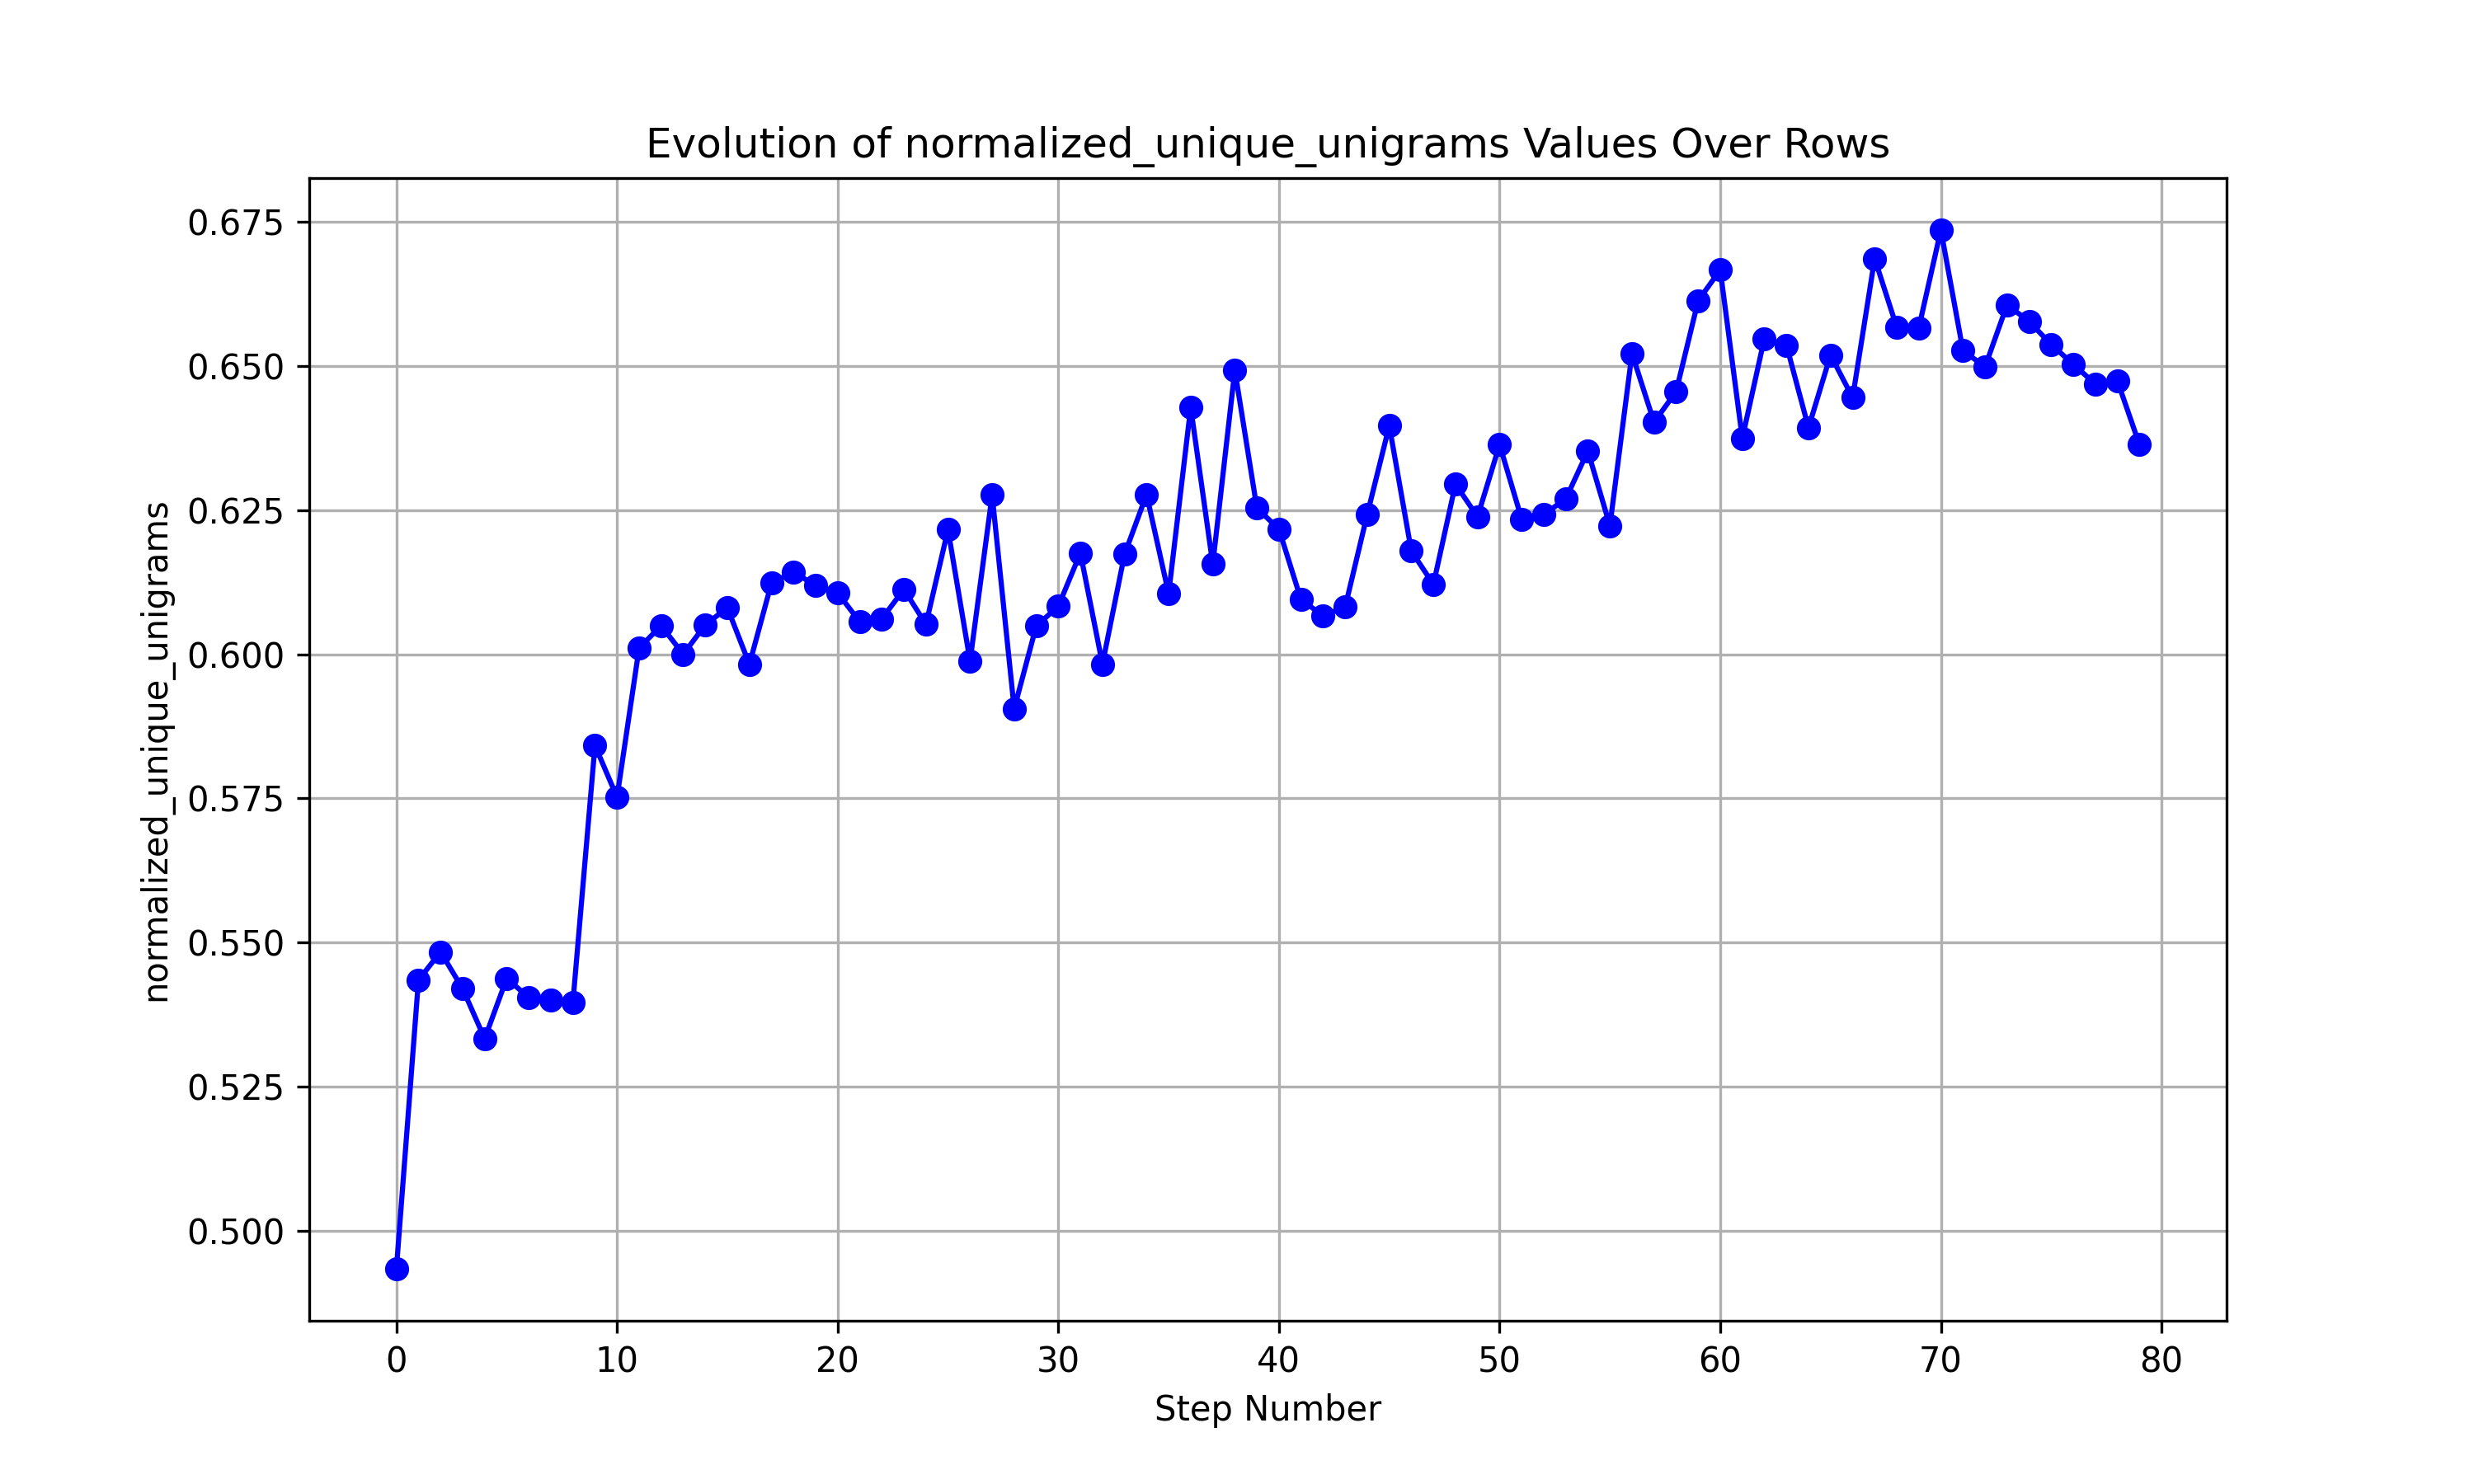 Evolution of normalized_unique_unigrams Values Over Rows
normalized_unique_unigrams
0.675
0.650
0.625
0.600
0.575
0.550
0.525
0.500
0 10 20 30 40 50 60 70 80
Step Number